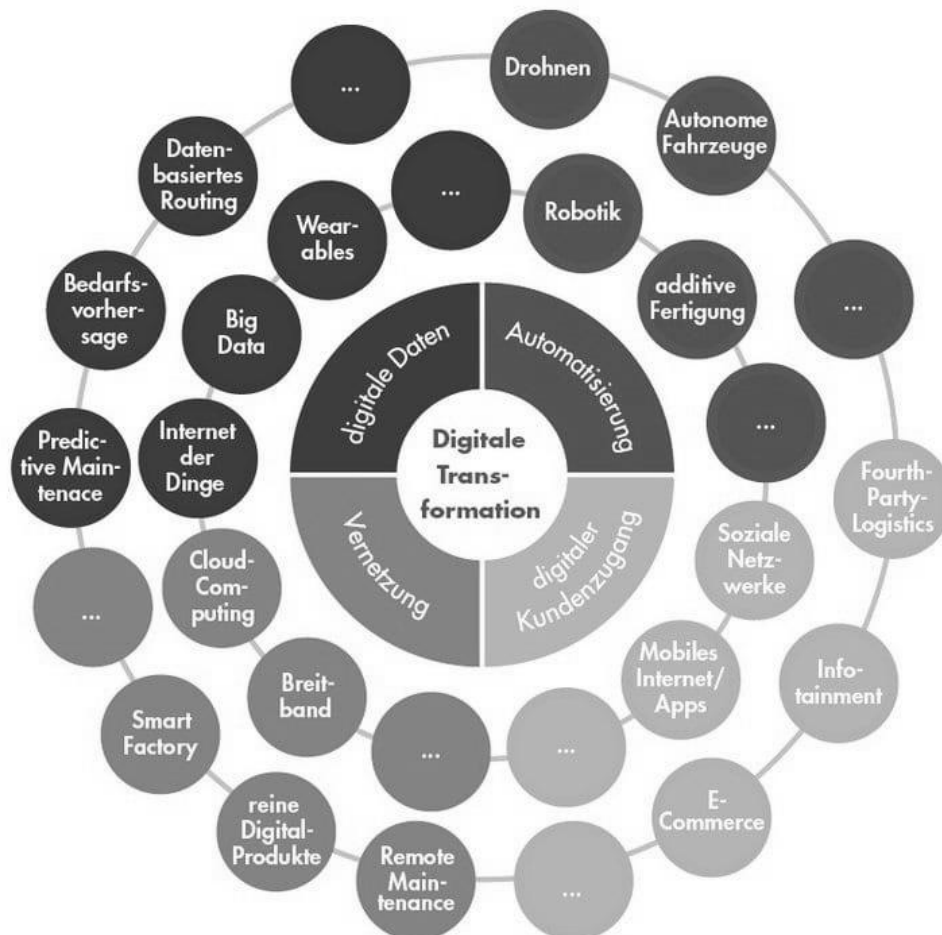 Digitale
Trans-
formation
digitale Daten
Automatisierung
Vernetzung
digitaler
Kundenzugang
...
Wear-
ables
Big
Data
Internet
der
Dinge
...
Daten-
basiertes
Routing
Bedarfs-
vorher-
sage
Predic-
tive Main-
tenace
Robotik
additive
Fertigung
...
Drohnen
Autonome
Fahrzeuge
...
Soziale
Netz-
werke
Mobiles
Internet/
Apps
...
Fourth-
Party-
Logistics
Info-
tainment
E-
Commerce
...
Cloud-
Com-
puting
Breit-
band
...
...
Smart
Factory
reine
Digital-
Produkte
Remote
Main-
tenance